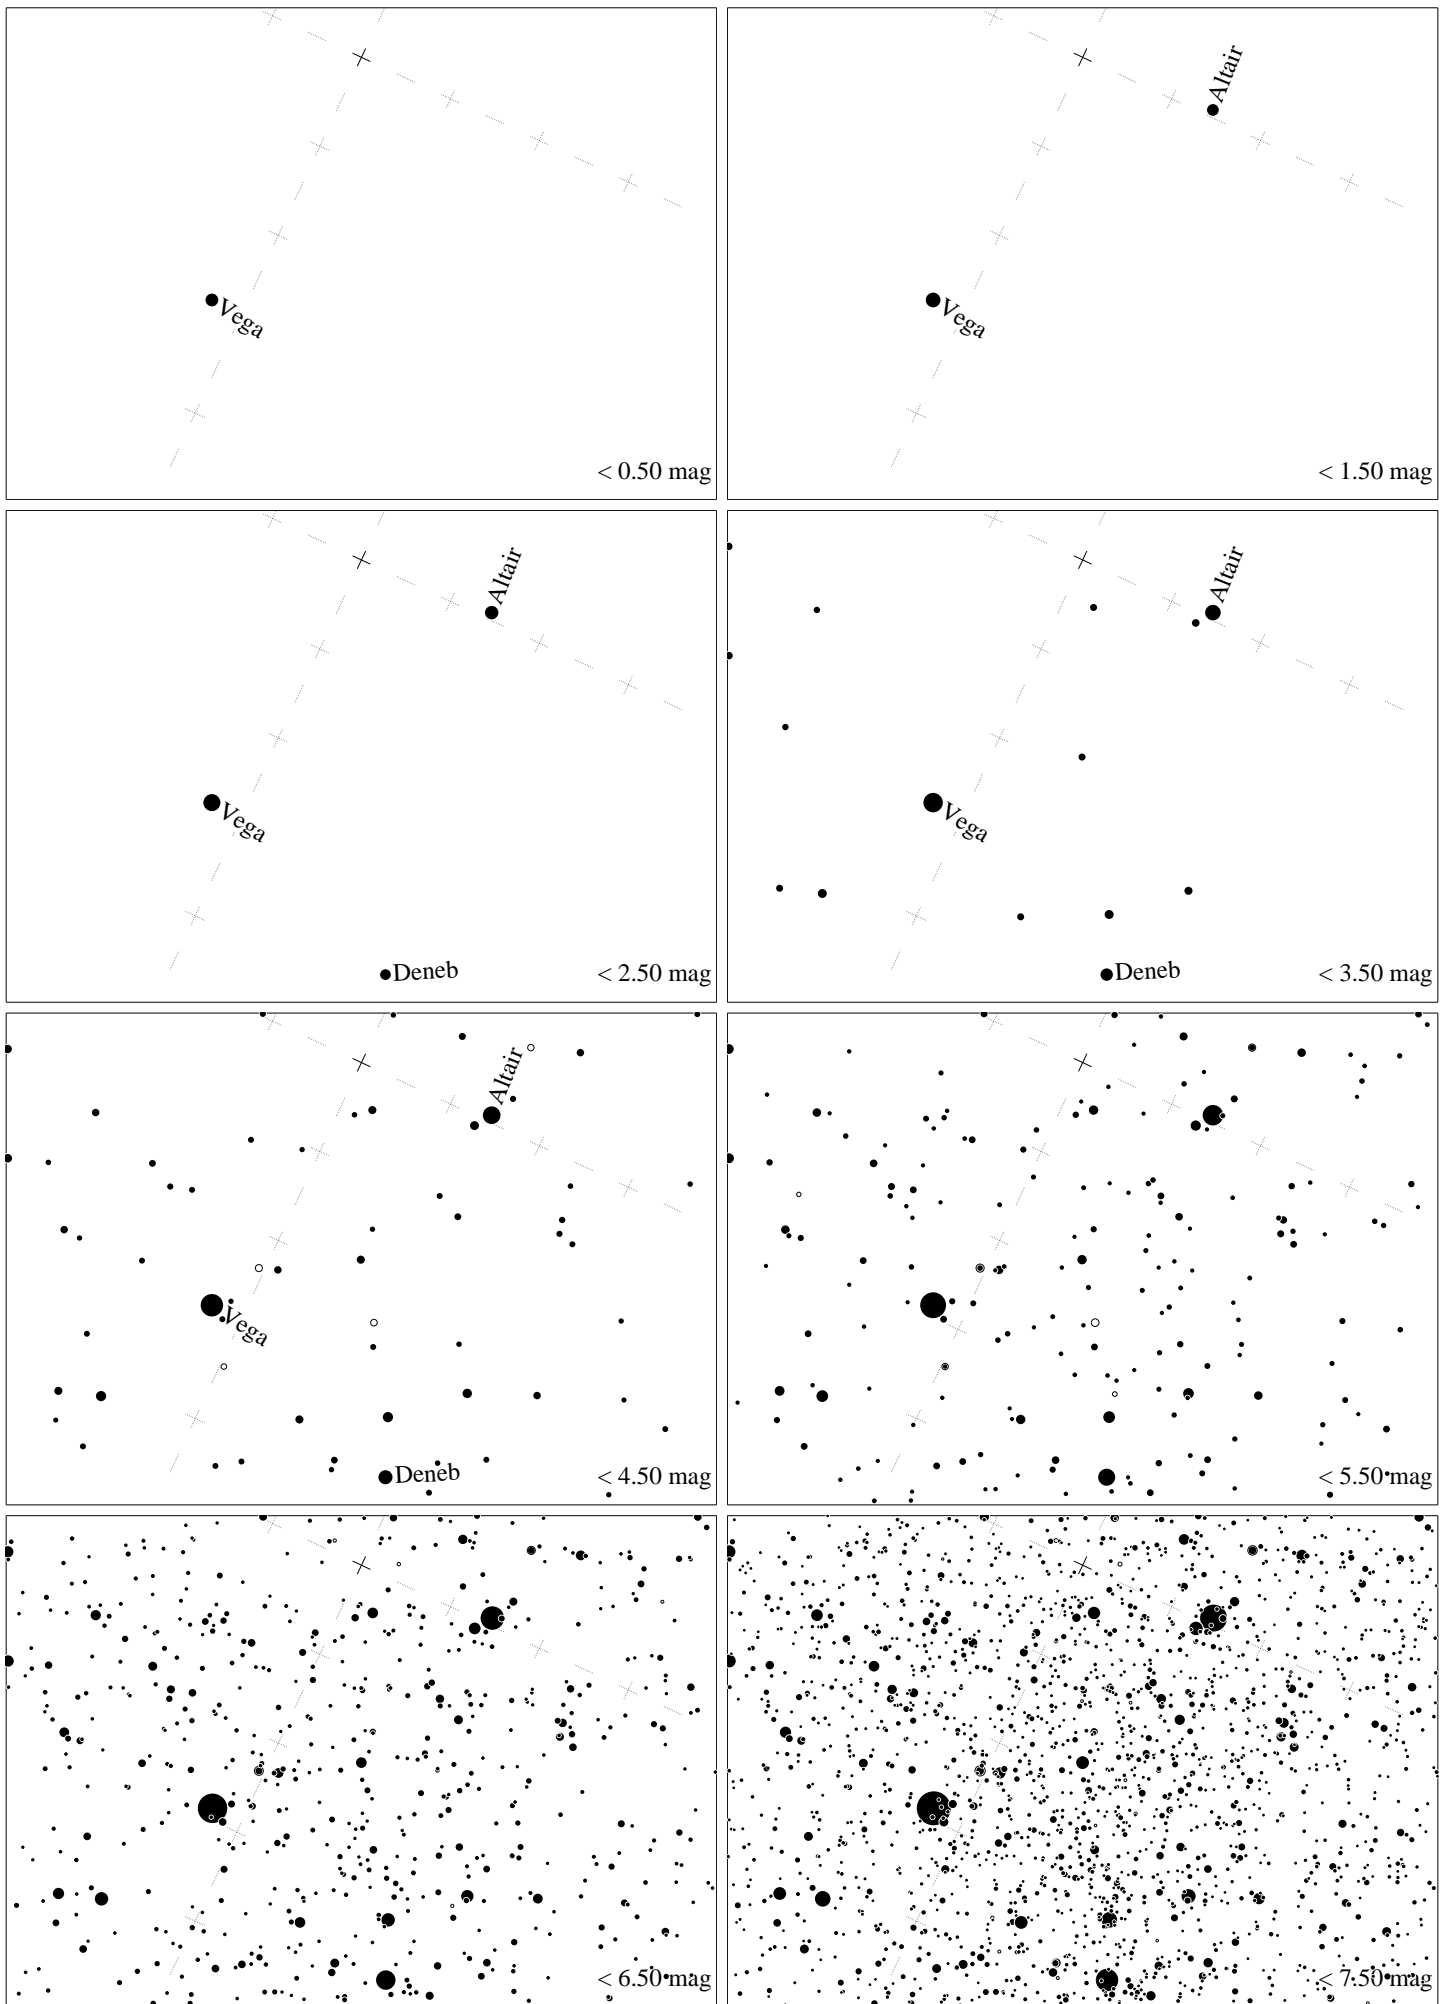 Vega
< 0.50 mag
Altair
Vega
< 1.50 mag
Altair
Vega
Deneb
< 2.50 mag
Altair
Vega
Deneb
< 3.50 mag
Altair
Vega
Deneb
< 4.50 mag
< 5.50 mag
< 6.50 mag
< 7.50 mag